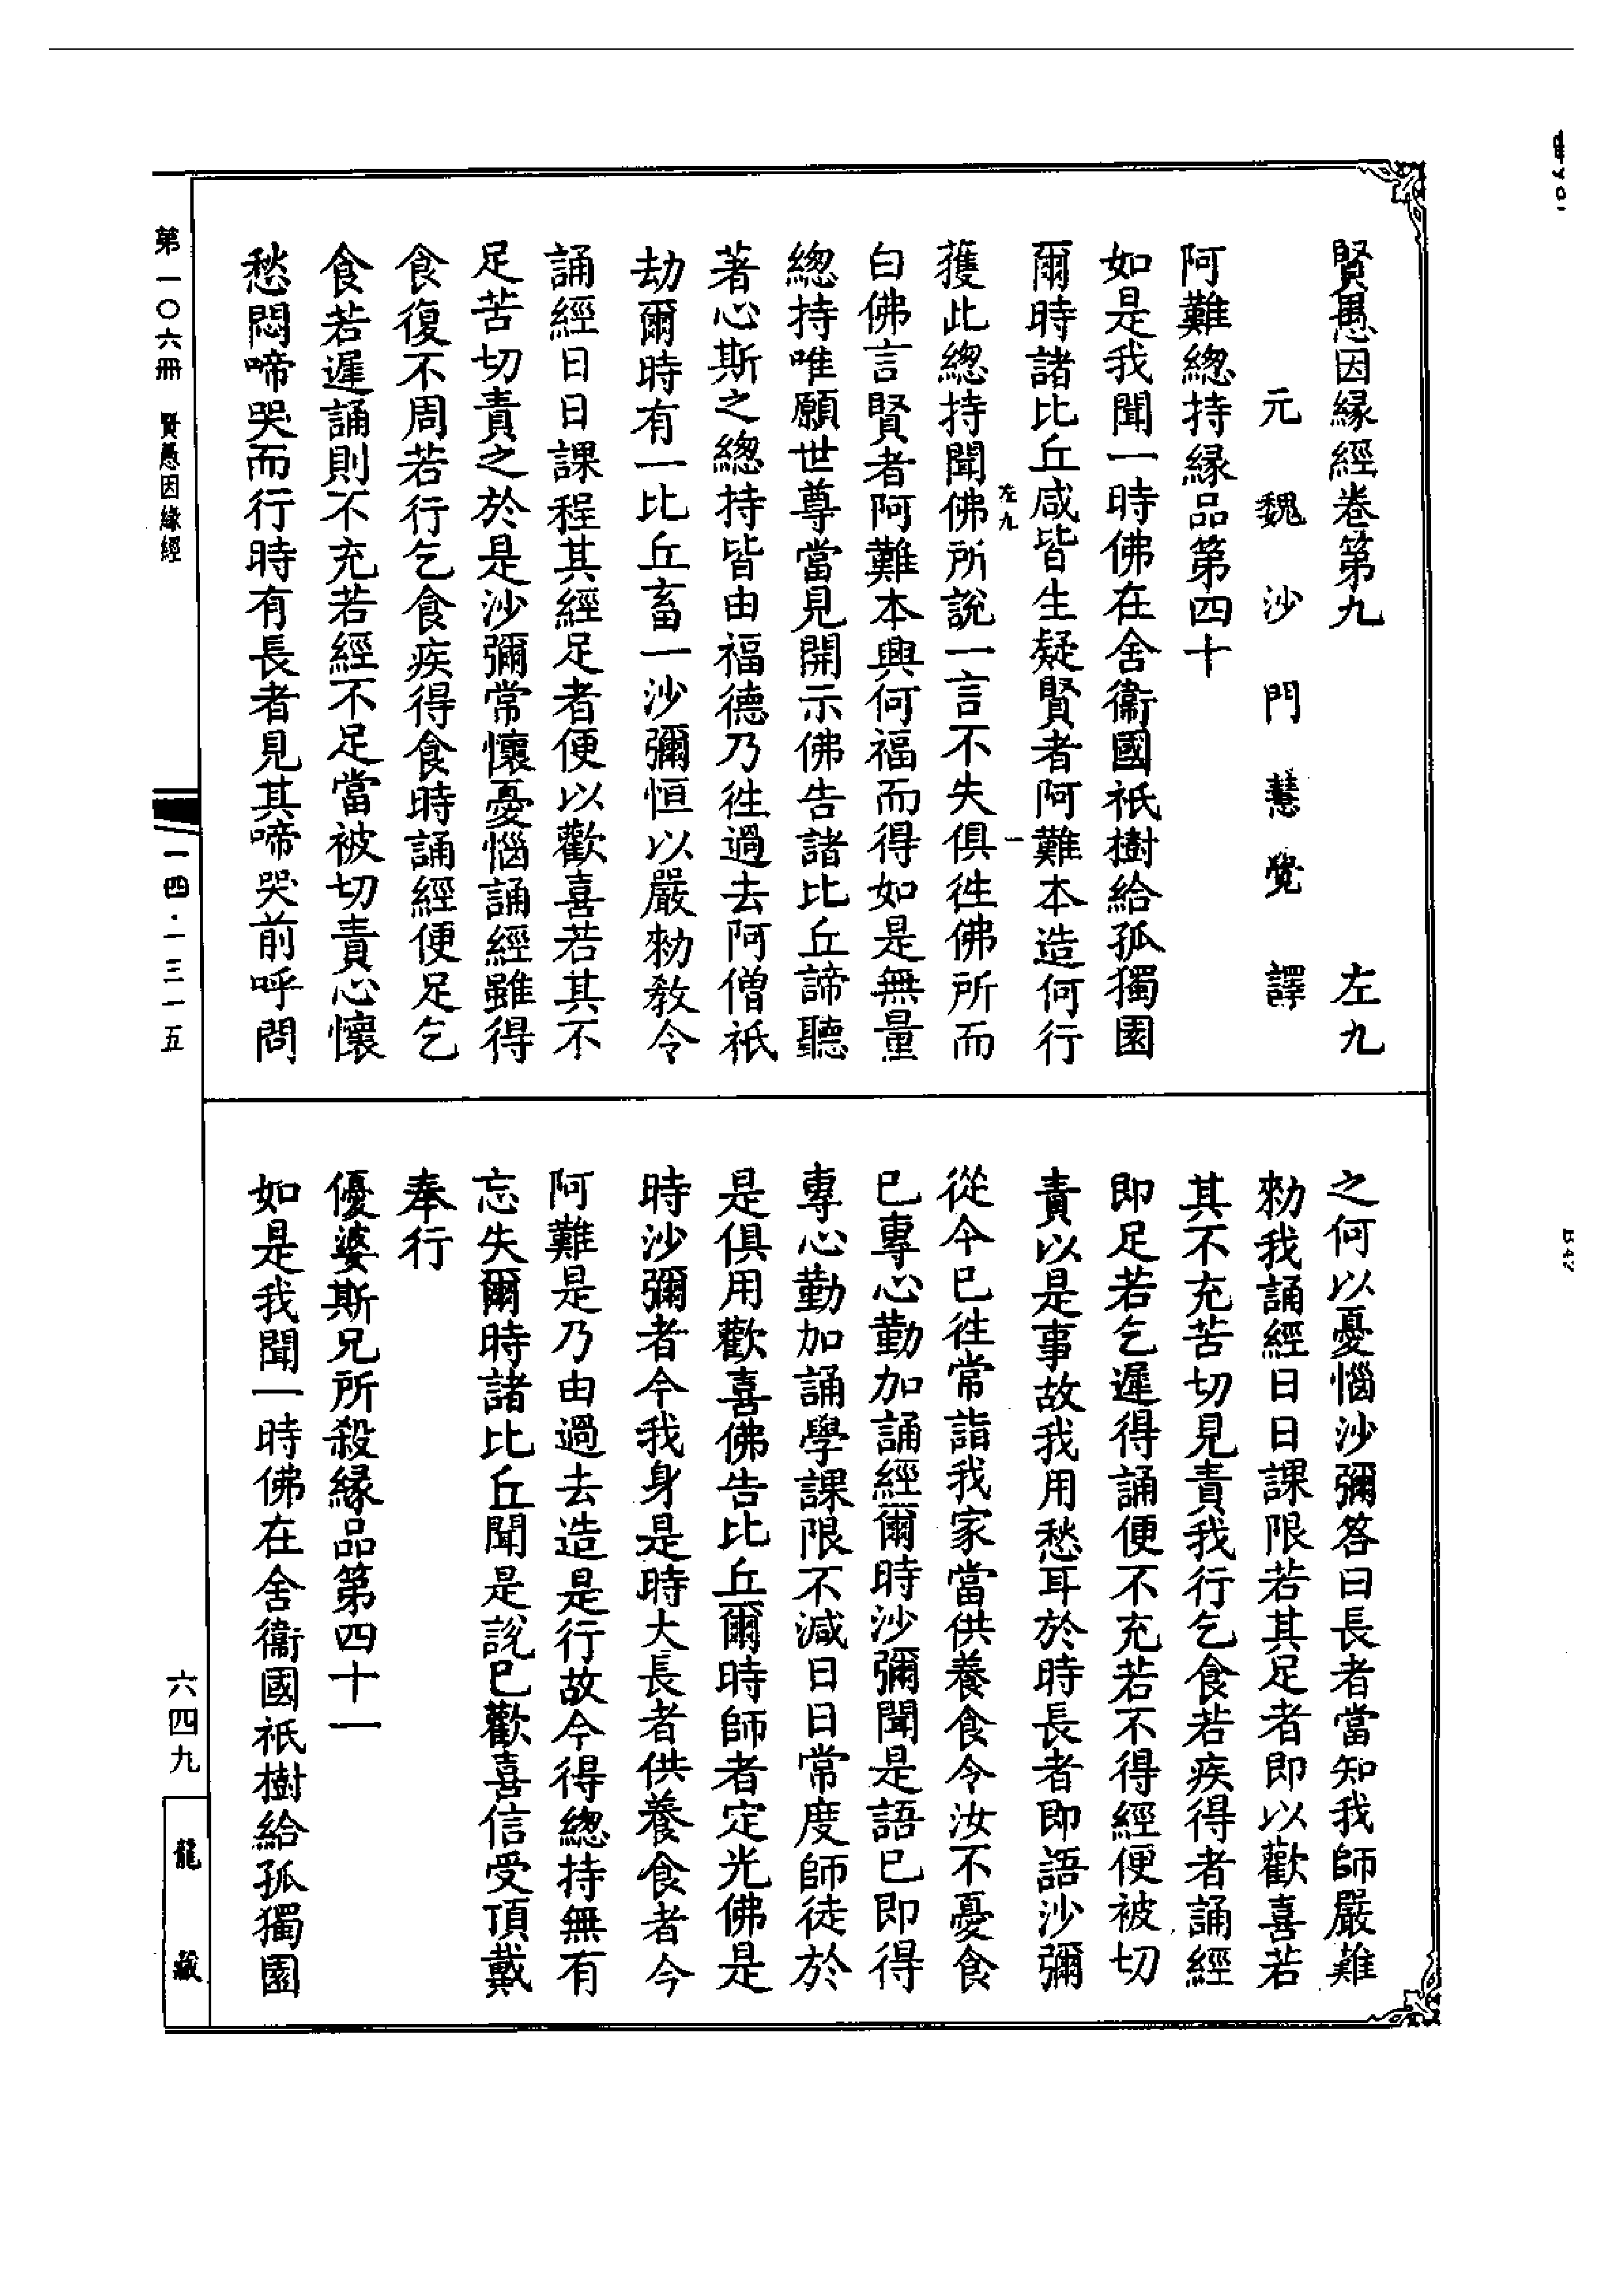 賢愚因縁經卷第九　左九
元魏沙門慧覺譯
阿難總持縁品第四十
如是我聞一時佛在舍衞國祇樹給孤獨園
爾時諸比丘咸皆生疑賢者阿難本造何行
左九　一
獲此總持聞佛所說一言不失俱徃佛所而
白佛言賢者阿難本興何福而得如是無量
總持唯願世尊當見開示佛告諸比丘諦聽
著心斯之總持皆由福德乃徃過去阿僧祇
劫爾時有一比丘畜一沙彌恒以嚴勑教令
誦經日日課程其經足者便以歡喜若其不
足苦切責之於是沙彌常懷憂惱誦經雖得
食復不周若行乞食疾得食時誦經便足乞
食若遲誦則不充若經不足當被切責心懷
愁悶啼哭而行時有長者見其啼哭前呼問
之何以憂惱沙彌答曰長者當知我師嚴難
勑我誦經日日課限若其足者即以歡喜若
其不充苦切見責我行乞食若疾得者誦經
即足若乞遲得誦便不充若不得經便被切
責以是事故我用愁耳於時長者即語沙彌
從今已徃常詣我家當供養食令汝不憂食
已專心勤加誦經爾時沙彌聞是語已即得
專心勤加誦學課限不減日日常度師徒於
是俱用歡喜佛告比丘爾時師者定光佛是
時沙彌者今我身是時大長者供養食者今
阿難是乃由過去造是行故今得總持無有
忘失爾時諸比丘聞是說已歡喜信受頂戴
奉行
優婆斯兄所殺縁品第四十一
如是我聞一時佛在舍衞國祇樹給孤獨園
第一〇六冊　賢愚因緣經
一四·一三一五
六四九
龍藏